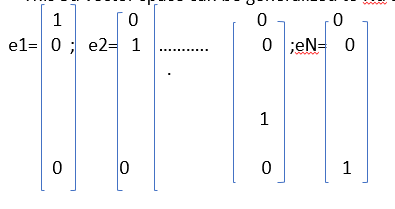 1 0 0 0
e1= 0 ; e2= 1 ........... 0 ;eN= 0
.
1
0 0 0 1